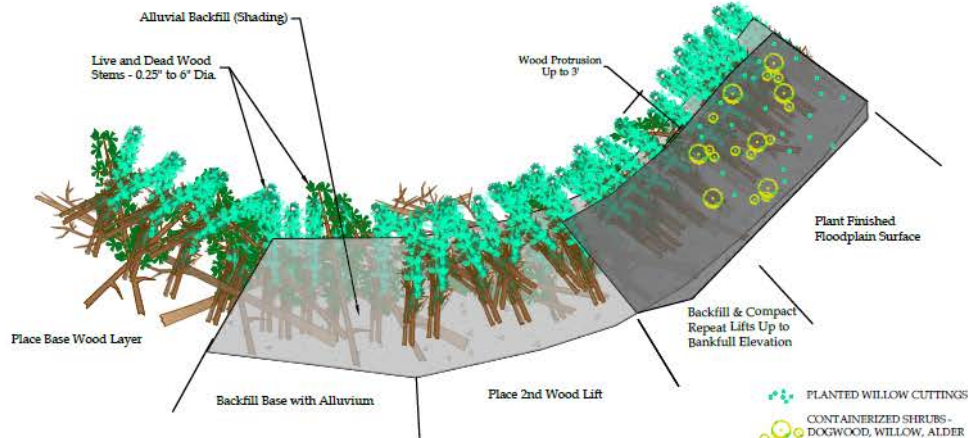 Alluvial Backfill (Shading)
Live and Dead Wood
Stems - 0.25" to 6" Dia.
Wood Protrusion
Up to 3'
Plant Finished
Floodplain Surface
Place Base Wood Layer
Backfill & Compact
Repeat Lifts Up to
Bankfull Elevation
Backfill Base with Alluvium
Place 2nd Wood Lift
PLANTED WILLOW CUTTINGS
CONTAINERIZED SHRUBS -
DOGWOOD, WILLOW, ALDER